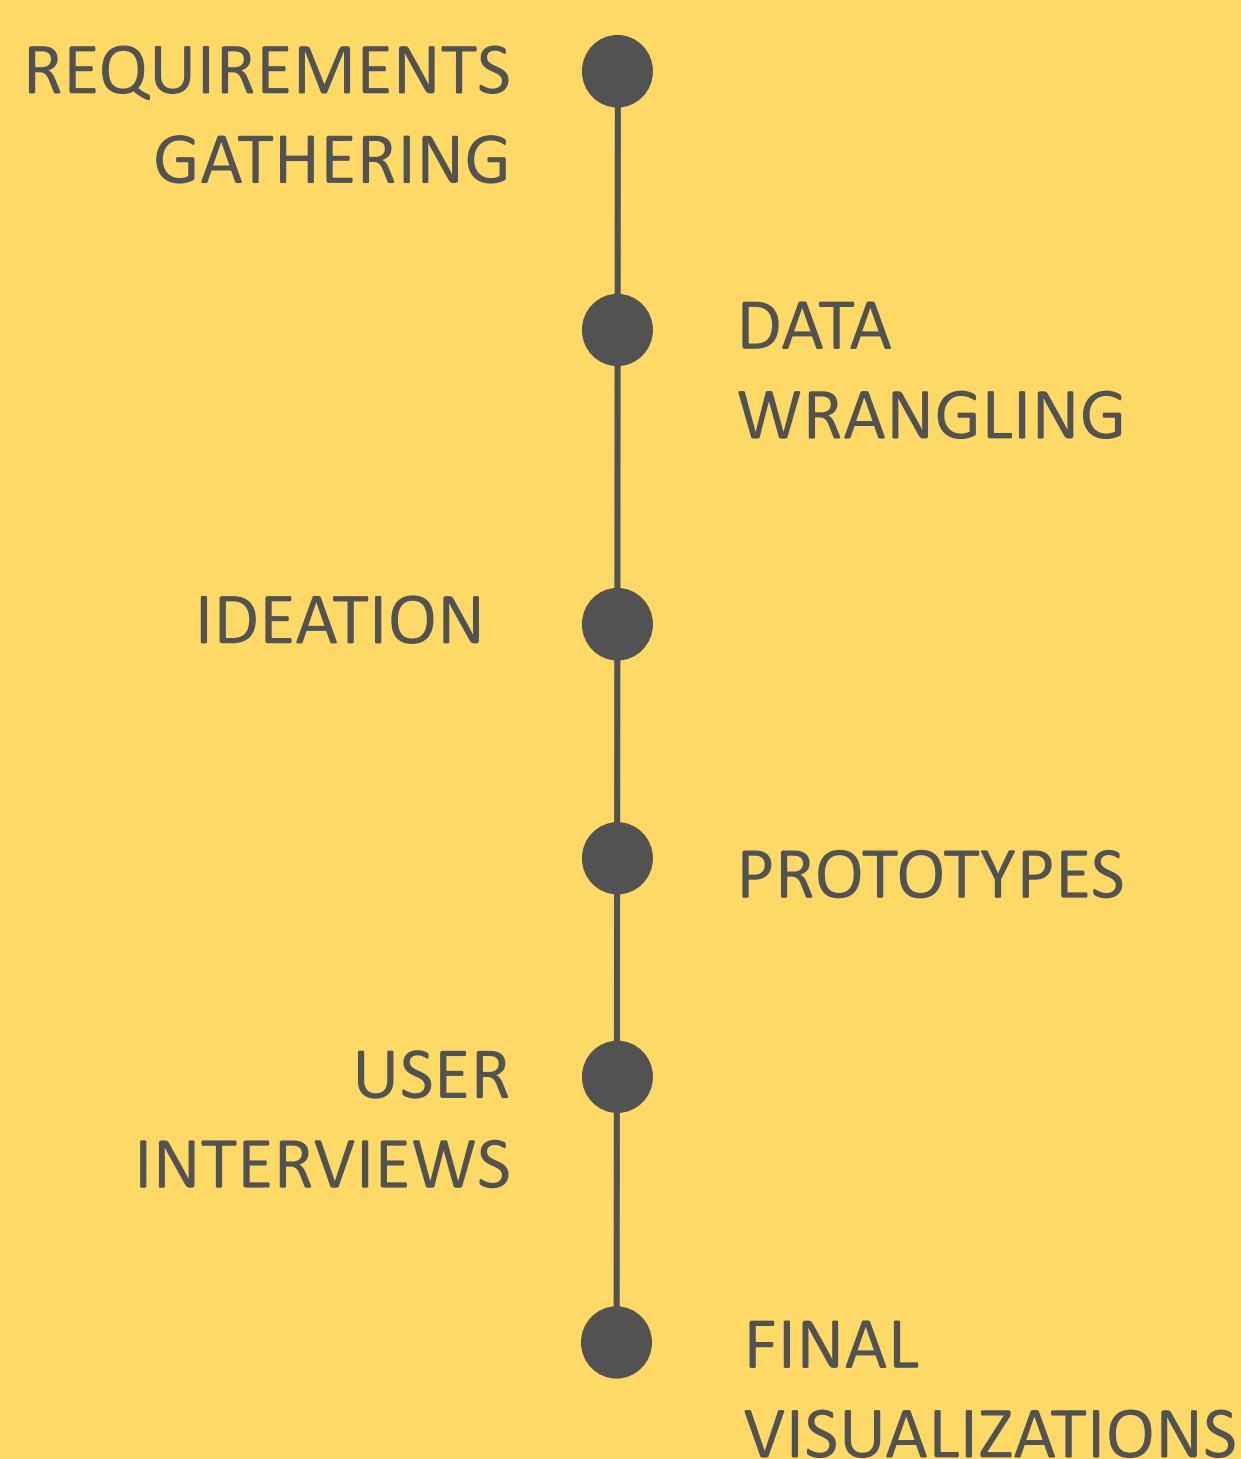 REQUIREMENTS
GATHERING
DATA
WRANGLING
IDEATION
PROTOTYPES
USER
INTERVIEWS
FINAL
VISUALIZATIONS